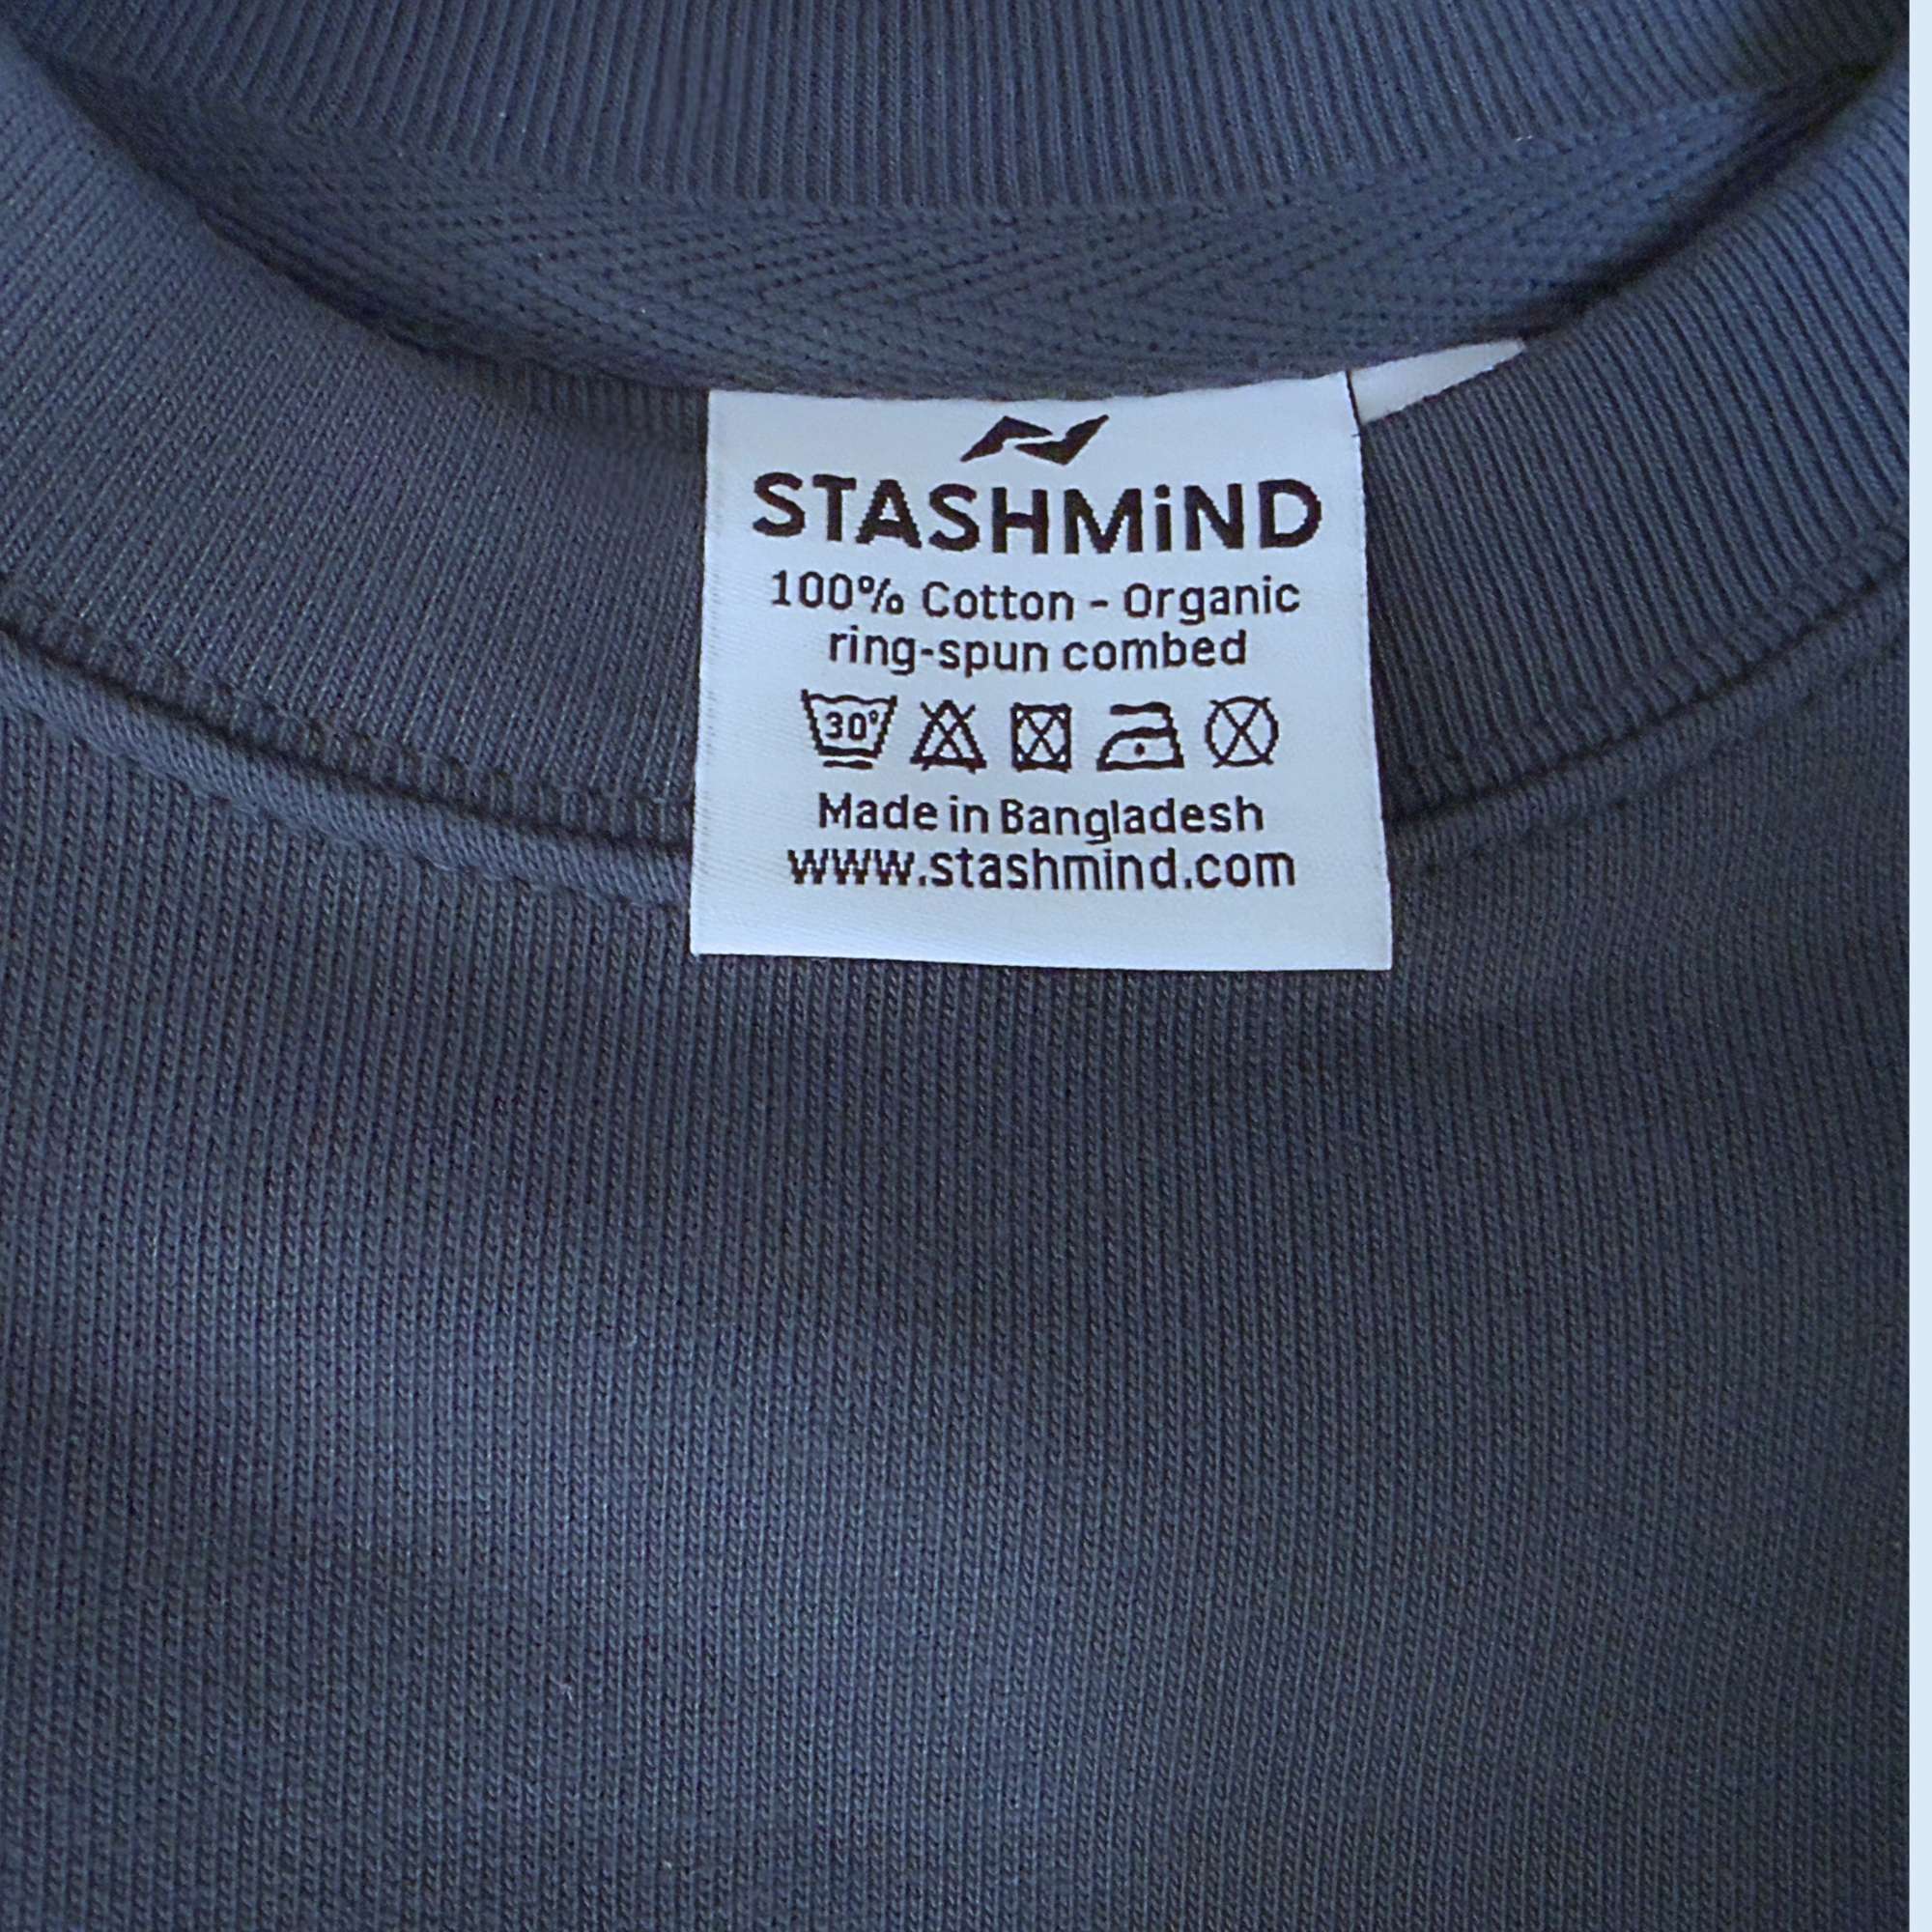 STASHMiND
100% Cotton - Organic
ring-spun combed
30°
Made in Bangladesh
www.stashmind.com